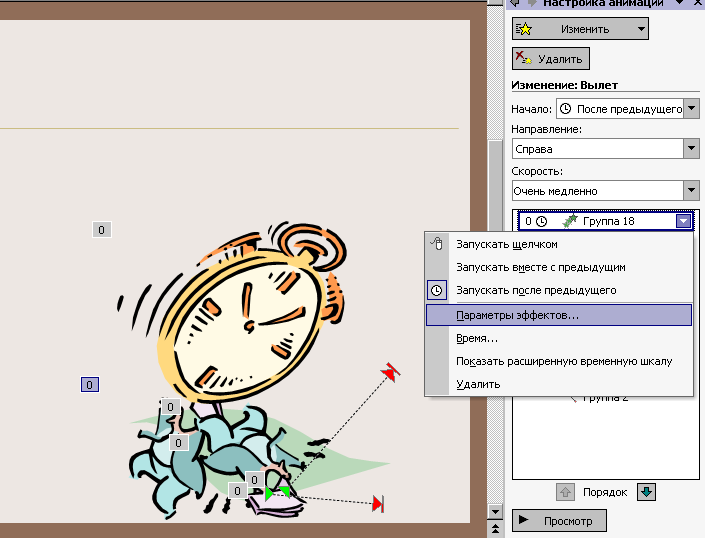 Настройка анимации
Изменить
Удалить
Изменение: Вылет
Начало: После предыдущего
Направление:
Справа
Скорость:
Очень медленно
0 Группа 18
Запускать щелчком
Запускать вместе с предыдущим
Запускать после предыдущего
Параметры эффектов...
Время...
Показать расширенную временную шкалу
Удалить
Группа 2
0
0
0
0
0
0
Порядок
Просмотр